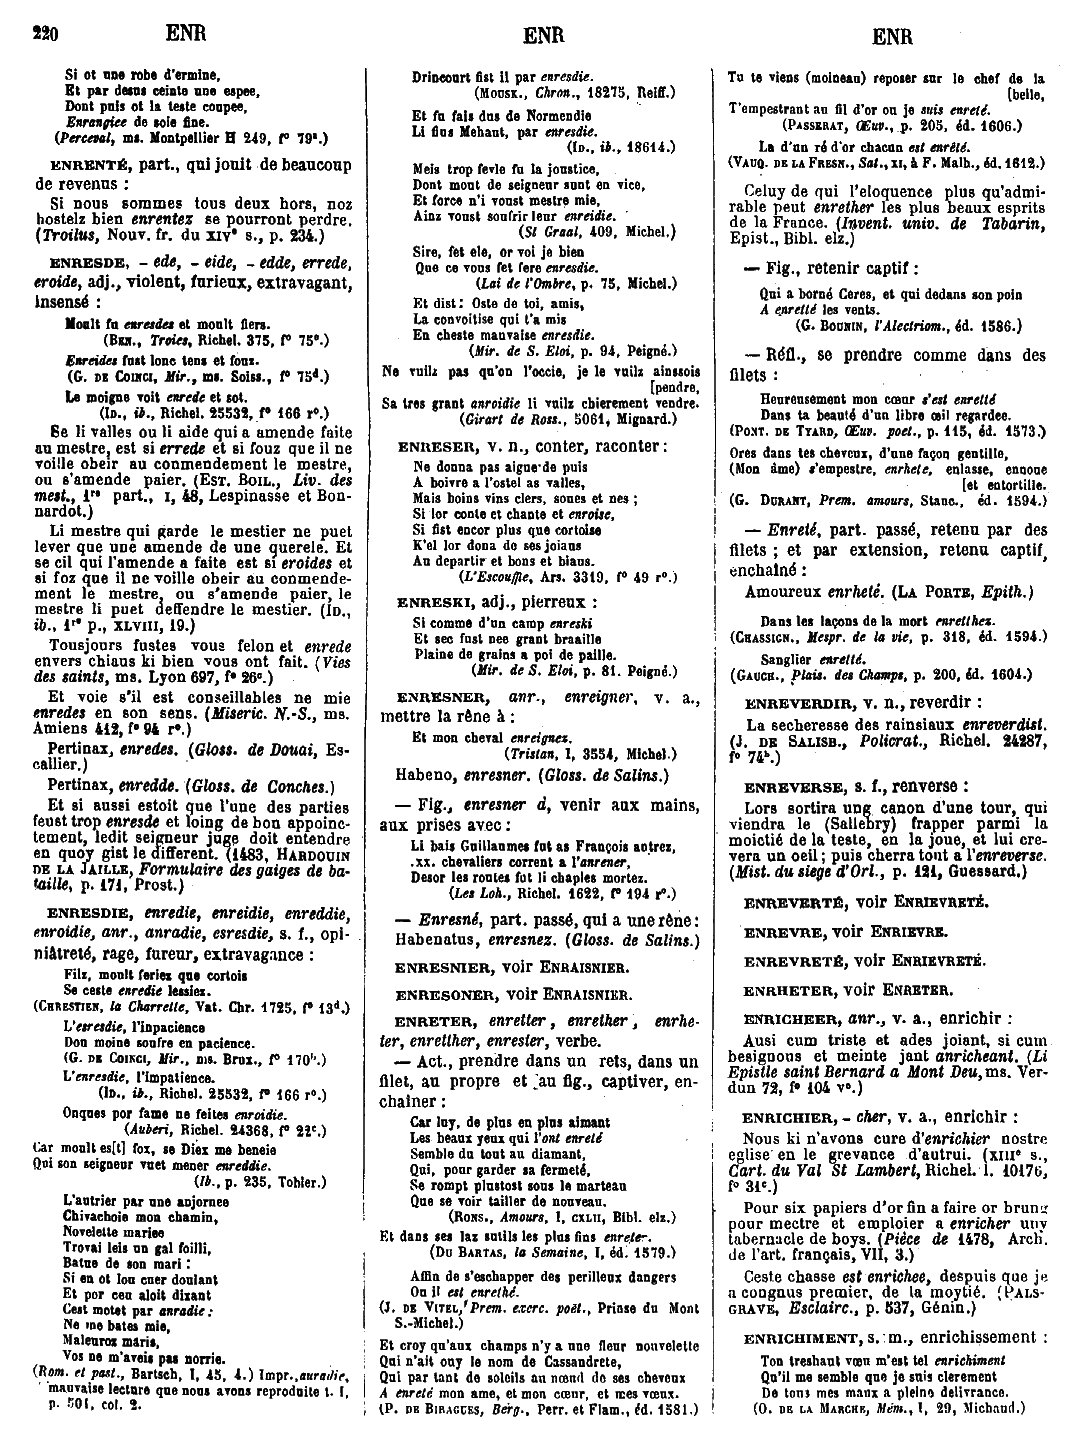 220 ENR ENR ENR
Si ot une robe d'ermine,
Et par desus ceinte une espee,
Dont puis ot la teste coupee,
Enrangiee de soie fine.
(Perceval, ms. Montpellier H 249, f° 79ª.)
ENRENTÉ, part., qui jouit de beaucoup
de revenus :
Si nous sommes tous deux hors, noz
hostelz bien enrentez se pourront perdre.
(Troilus, Nouv. fr. du XIVᵉ s., p. 234.)
ENRESDE, - ede, - eide, - edde, errede,
eroide, adj., violent, furieux, extravagant,
insensé :
Moult fu enresdes et moult fiers.
(BEN., Troies, Richel. 375, f° 75ᵉ.)
Enreides fust lonc tens et fous.
(G. DE COINCI, Mir., ms. Soiss., f° 75ᵈ.)
Le moigne voit enrede et sot.
(ID., ib., Richel. 25532, f° 166 r°.)
Se li valles ou li aide qui a amende faite
au mestre, est si errede et si fouz que il ne
voille obeir au conmendement le mestre,
ou s'amende paier. (EST. BOIL., Liv. des
mest., 1ʳᵉ part., I, 48, Lespinasse et Bon-
nardot.)
Li mestre qui garde le mestier ne puet
lever que une amende de une querele. Et
se cil qui l'amende a faite est si eroides et
si foz que il ne voille obeir au conmende-
ment le mestre, ou s'amende paier, le
mestre li puet deffendre le mestier. (ID.,
ib., 1ʳᵉ p., XLVIII, 19.)
Tousjours fustes vous felon et enrede
envers chiaus ki bien vous ont fait. (Vies
des saints, ms. Lyon 697, f° 26ᶜ.)
Et voie s'il est conseillables ne mie
enredes en son sens. (Miseric. N.-S., ms.
Amiens 412, f° 94 r°.)
Pertinax, enredes. (Gloss. de Douai, Es-
callier.)
Pertinax, enredde. (Gloss. de Conches.)
Et si aussi estoit que l'une des parties
feust trop enresde et loing de bon appoinc-
tement, ledit seigneur juge doit entendre
en quoy gist le different. (1483, HARDOUIN
DE LA JAILLE, Formulaire des gaiges de ba-
taille, p. 171, Prost.)
ENRESDIE, enredie, enreidie, enreddie,
enroidie, anr., anradie, esresdie, s. f., opi-
niâtreté, rage, fureur, extravagance :
Filz, moult feriez que cortois
Se ceste enredie lessiez.
(CHRESTIEN, la Charrette, Vat. Chr. 1725, f° 13ᵈ.)
L'esresdie, l'inpacience
Don moine soufre en pacience.
(G. DE COINCI, Mir., ms. Brux., f° 170ᵇ.)
L'enresdie, l'impatience.
(ID., ib., Richel. 25532, f° 166 r°.)
Onques por fame ne feites enroidie.
(Auberi, Richel. 24368, f° 22ᶜ.)
Car moult es[t] fox, se Diex me beneie
Qui son seigneur vuet mener enreddie.
(Ib., p. 235, Tobler.)
L'autrier par une anjornee
Chivachoie mon chamin,
Novelette mariee
Trovai leis un gal foilli,
Batue de son mari :
Si en ot lou cuer doulant
Et por ceu aloit dixant
Cest motet par anradie :
Ne me bates mie,
Maleuroz maris,
Vos ne m'aveis pas norrie.
(Rom. et past., Bartsch, I, 45, 4.) Impr., auradie,
mauvaise lecture que nous avons reproduite t. I,
p. 501, col. 2.
Drincourt fist il par enresdie.
(MOUSK., Chron., 18275, Reiff.)
Et fu fais dus de Normendie
Li fius Mehaut, par enresdie.
(ID., ib., 18614.)
Meis trop fevle fu la joustice,
Dont mout de seigneur sunt en vice,
Et force n'i voust mestre mie,
Ainz voust soufrir leur enreidie.
(St Graal, 409, Michel.)
Sire, fet ele, or voi je bien
Que ce vous fet fere enresdie.
(Lai de l'Ombre, p. 75, Michel.)
Et dist : Oste de toi, amis,
La convoitise qui t'a mis
En cheste mauvaise enresdie.
(Mir. de S. Eloi, p. 94, Peigné.)
Ne vuilz pas qu'on l'occie, je le vuilz ainssois
[pendre,
Sa tres grant anroidie li vuilz chierement vendre.
(Girart de Ross., 5061, Mignard.)
ENRESER, v. n., conter, raconter :
Ne donna pas aigue de puis
A boivre a l'ostel as valles,
Mais boins vins clers, soues et nes ;
Si lor conte et chante et enroise,
Si fist encor plus que cortoise
K'el lor dona de ses joiaus
Au departir et bons et biaus.
(L'Escouffle, Ars. 3319, f° 49 r°.)
ENRESKI, adj., pierreux :
Si comme d'un camp enreski
Et sec fust nee grant braaille
Plaine de grains a poi de paille.
(Mir. de S. Eloi, p. 81. Peigné.)
ENRESNER, anr., enreigner, v. a.,
mettre la rêne à :
Et mon cheval enreignez.
(Tristan, I, 3554, Michel.)
Habeno, enresner. (Gloss. de Salins.)
— Fig., enresner d, venir aux mains,
aux prises avec :
Li bais Guillaumes fut as François autrez,
.xx. chevaliers corrent a l'anrener,
Desor les routes fut li chaples mortez.
(Les Loh., Richel. 1622, f° 194 r°.)
— Enresné, part. passé, qui a une rêne :
Habenatus, enresnez. (Gloss. de Salins.)
ENRESNIER, voir ENRAISNIER.
ENRESONER, voir ENRAISNIER.
ENRETER, enretter, enrether, enrhe-
ter, enretther, enrester, verbe.
— Act., prendre dans un rets, dans un
filet, au propre et au fig., captiver, en-
chaîner :
Car luy, de plus en plus aimant
Les beaux yeux qui l'ont enreté
Semble du tout au diamant,
Qui, pour garder sa fermeté,
Se rompt plustost sous le marteau
Que se voir tailler de nouveau.
(RONS., Amours, I, CXLII, Bibl. elz.)
Et dans ses laz sutils les plus fins enreter.
(DU BARTAS, la Semaine, I, éd. 1579.)
Affin de s'eschapper des perilleux dangers
Ou il est enrethé.
(J. DE VITEL, Prem. exerc. poet., Prinse du Mont
S.-Michel.)
Et croy qu'aux champs n'y a une fleur nouvelette
Qui n'ait ouy le nom de Cassandrete,
Qui par tant de soleils au nœud de ses cheveux
A enreté mon ame, et mon cœur, et mes vœux.
(P. DE BIRAGUES, Berg., Perr. et Flam., éd. 1581.)
Tu te viens (moineau) reposer sur le chef de la
[belle,
T'empestrant au fil d'or ou je suis enreté.
(PASSERAT, Œuv., p. 205, éd. 1606.)
La d'un ré d'or chacun est enrêté.
(VAUQ. DE LA FRESN., Sat., XI, à F. Malh., éd. 1612.)
Celuy de qui l'eloquence plus qu'admi-
rable peut enrether les plus beaux esprits
de la France. (Invent. univ. de Tabarin,
Epist., Bibl. elz.)
— Fig., retenir captif :
Qui a borné Ceres, et qui dedans son poin
A enretté les vents.
(G. BOUNIN, l'Alectriom., éd. 1586.)
— Réfl., se prendre comme dans des
filets :
Heureusement mon cœur s'est enretté
Dans ta beauté d'un libre œil regardee.
(PONT. DE TYARD, Œuv. poet., p. 115, éd. 1573.)
Ores dans tes cheveux, d'une façon gentille,
(Mon âme) s'empestre, enrhete, enlasse, ennoue
[et entortille.
(G. DURANT, Prem. amours, Stanc., éd. 1594.)
— Enreté, part. passé, retenu par des
filets ; et par extension, retenu captif,
enchaîné :
Amoureux enrheté. (LA PORTE, Epith.)
Dans les laçons de la mort enretthez.
(CHASSIGN., Mespr. de la vie, p. 318, éd. 1594.)
Sanglier enretté.
(GAUCH., Plais. des Champs, p. 200, éd. 1604.)
ENREVERDIR, v. n., reverdir :
La secheresse des rainsiaux enreverdist.
(J. DE SALISB., Policrat., Richel. 24287,
f° 74ᵇ.)
ENREVERSE, s. f., renverse :
Lors sortira ung canon d'une tour, qui
viendra le (Sallebry) frapper parmi la
moictié de la teste, en la joue, et lui cre-
vera un oeil ; puis cherra tout a l'enreverse.
(Mist. du siege d'Orl., p. 121, Guessard.)
ENREVERTÉ, voir ENRIEVRETÉ.
ENREVRE, voir ENRIEVRE.
ENREVRETÉ, voir ENRIEVRETÉ.
ENRHETER, voir ENRETER.
ENRICHEER, anr., v. a., enrichir :
Ausi cum triste et ades joiant, si cum
besignous et meinte jant anricheant. (Li
Epistle saint Bernard a Mont Deu, ms. Ver-
dun 72, f° 104 v°.)
ENRICHIER, - cher, v. a., enrichir :
Nous ki n'avons cure d'enrichier nostre
eglise en le grevance d'autrui. (XIIIᵉ s.,
Cart. du Val St Lambert, Richel. l. 10176,
f° 31ᶜ.)
Pour six papiers d'or fin a faire or bruny
pour mectre et emploier a enricher ung
tabernacle de boys. (Pièce de 1478, Arch.
de l'art. français, VII, 3.)
Ceste chasse est enrichee, despuis que je
a congnus premier, de la moytié. (PALS-
GRAVE, Esclairc., p. 537, Génin.)
ENRICHIMENT, s. m., enrichissement :
Ton treshaut vœu m'est tel enrichiment
Qu'il me semble que je suis clerement
De tous mes maux a pleine delivrance.
(O. DE LA MARCHE, Mém., I, 29, Michaud.)